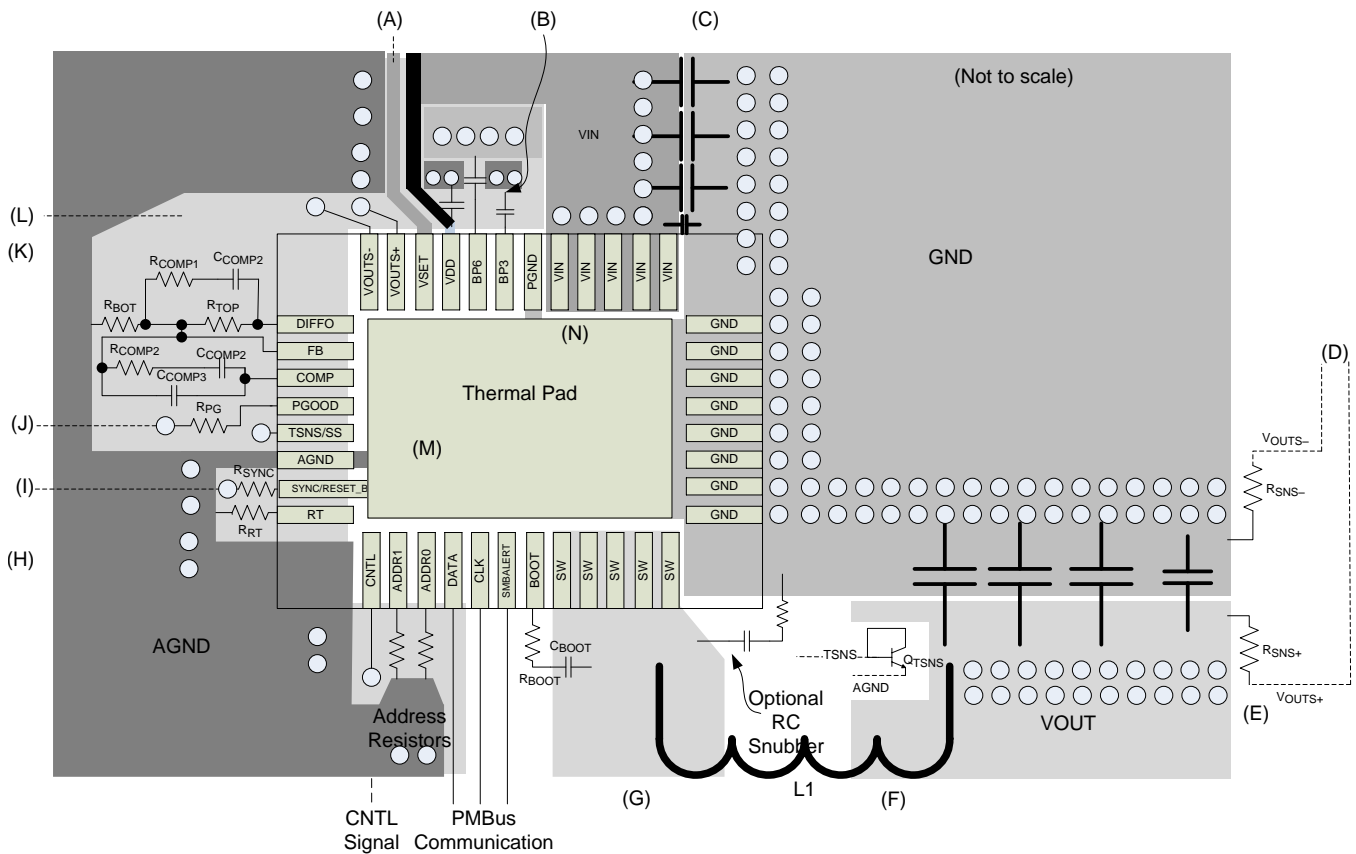 (A)
(B)
(C)
(Not to scale)
VIN
(L)
(K)
GND
VOUTS-
VOUTS+
VSET
VDD
BP6
BP3
PGND
VIN
VIN
VIN
VIN
VIN
RCOMP1
CCOMP2
RBOT
RTOP
DIFFO
FB
RCOMP2
CCOMP2
COMP
CCOMP3
PGOOD
RPG
(J)
TSNS/SS
AGND
RSYNC
(I)
SYNC/RESET_B
RT
RRT
(N)
Thermal Pad
(M)
GND
GND
GND
GND
GND
GND
GND
GND
(D)
VOUTS–
RSNS–
(H)
CNTL
ADDR1
ADDR0
DATA
CLK
SMBALERT
BOOT
SW
SW
SW
SW
SW
AGND
CBOOT
RBOOT
TSNS
QTSNS
AGND
RSNS+
VOUTS+
(E)
Optional
RC
Snubber
VOUT
Address
Resistors
L1
(F)
(G)
CNTL
Signal
PMBus
Communication